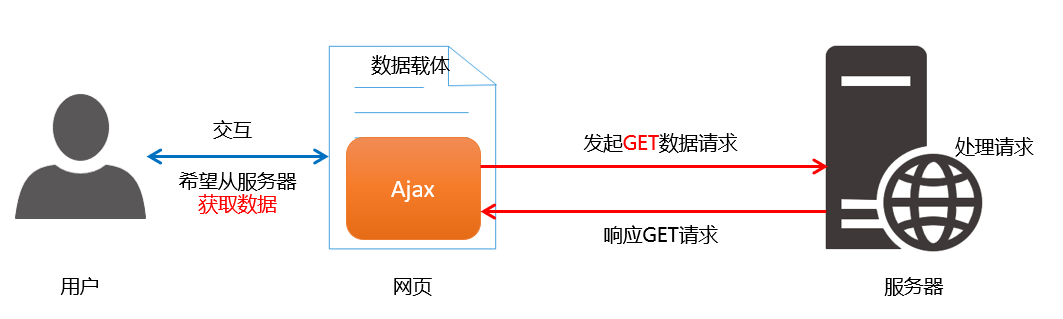 数据载体
交互
希望从服务器
获取数据
Ajax
发起GET数据请求
响应GET请求
处理请求
用户
网页
服务器